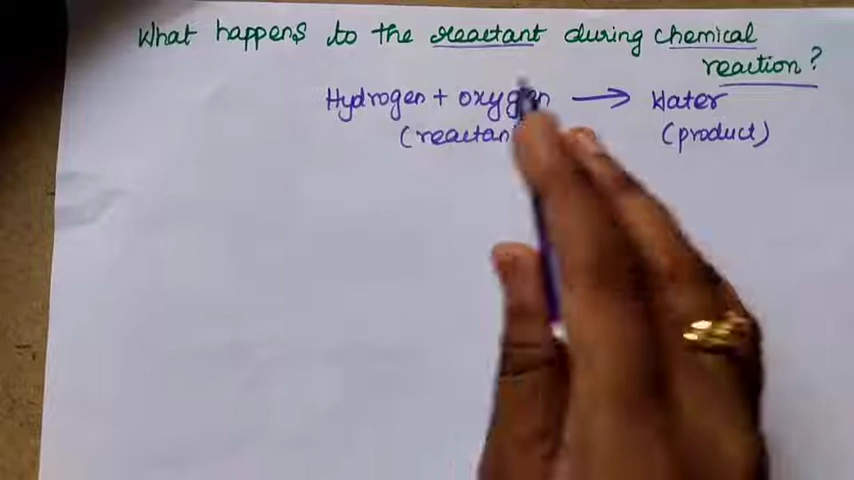 What happens to the reactant during chemical
reaction?
Hydrogen + oxygen → Water
(reactan (product)